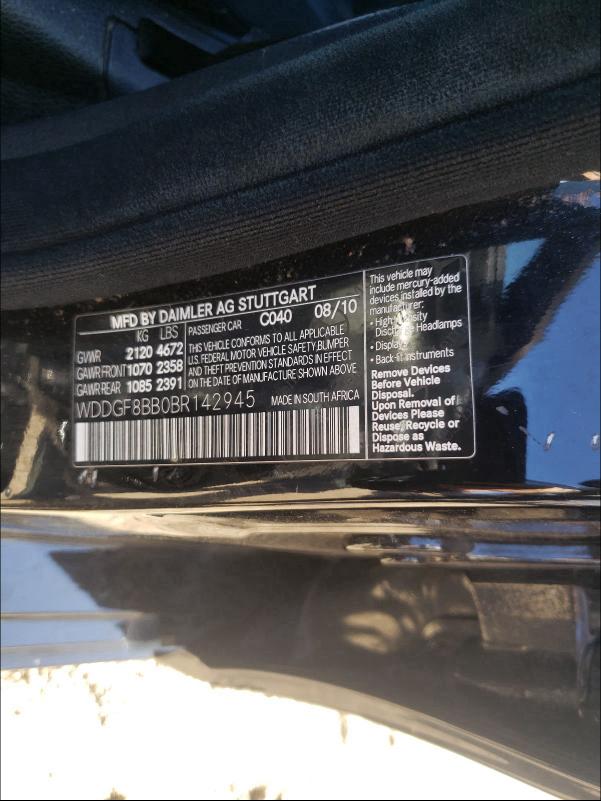 MFD BY DAIMLER AG STUTTGART
KG LBS PASSENGER CAR C040 08/10
GVWR 2120 4672
GAWR FRONT 1070 2358
GAWR REAR 1085 2391
THIS VEHICLE CONFORMS TO ALL APPLICABLE
U.S. FEDERAL MOTOR VEHICLE SAFETY, BUMPER
AND THEFT PREVENTION STANDARDS IN EFFECT
ON THE DATE OF MANUFACTURE SHOWN ABOVE
WDDGF8BB0BR142945 MADE IN SOUTH AFRICA
This vehicle may
include mercury-added
devices installed by the
manufacturer:
• High Intensity
Discharge Headlamps
• Display
• Back-lit instruments
Remove Devices
Before Vehicle
Disposal.
Upon Removal of
Devices Please
Reuse, Recycle or
Dispose as
Hazardous Waste.